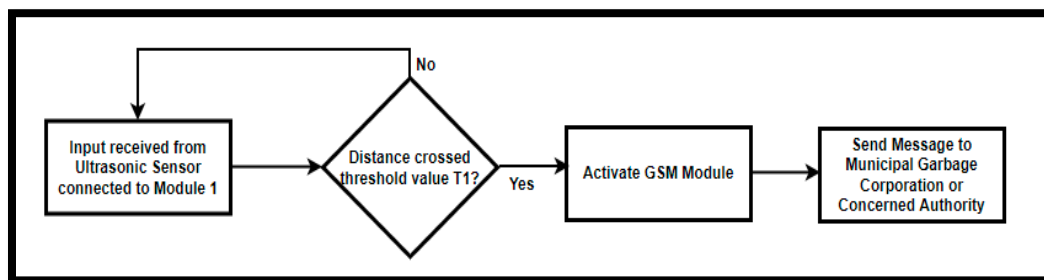 No
Input received from
Ultrasonic Sensor
connected to Module 1
Distance crossed
threshold value T1?
Yes
Activate GSM Module
Send Message to
Municipal Garbage
Corporation or
Concerned Authority